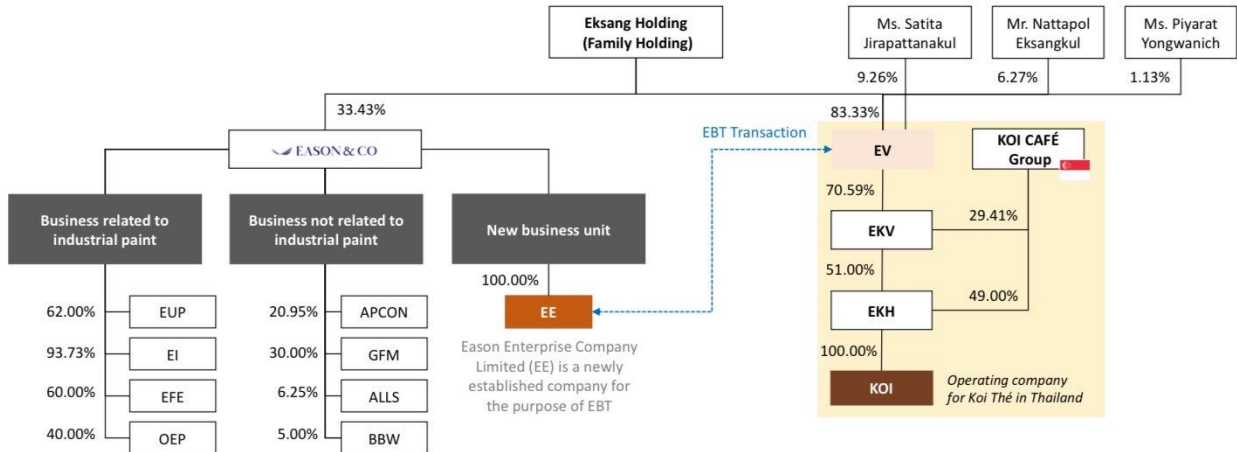 Eksang Holding
(Family Holding)
Ms. Satita
Jirapattanakul
Mr. Nattapol
Eksangkul
Ms. Piyarat
Yongwanich
9.26%
6.27%
1.13%
33.43%
83.33%
EASON & CO
EBT Transaction
EV
KOI CAFÉ
Group
70.59%
29.41%
Business related to
industrial paint
Business not related to
industrial paint
New business unit
EKV
100.00%
51.00%
49.00%
62.00%
EUP
20.95%
APCON
EE
EKH
93.73%
EI
30.00%
GFM
Eason Enterprise Company
Limited (EE) is a newly
established company for
the purpose of EBT
100.00%
60.00%
EFE
6.25%
ALLS
KOI
Operating company
for Koi Thé in Thailand
40.00%
OEP
5.00%
BBW